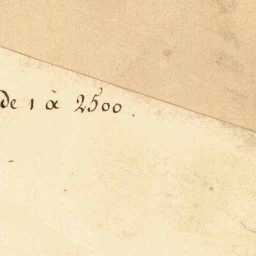 de 1 à 2500.